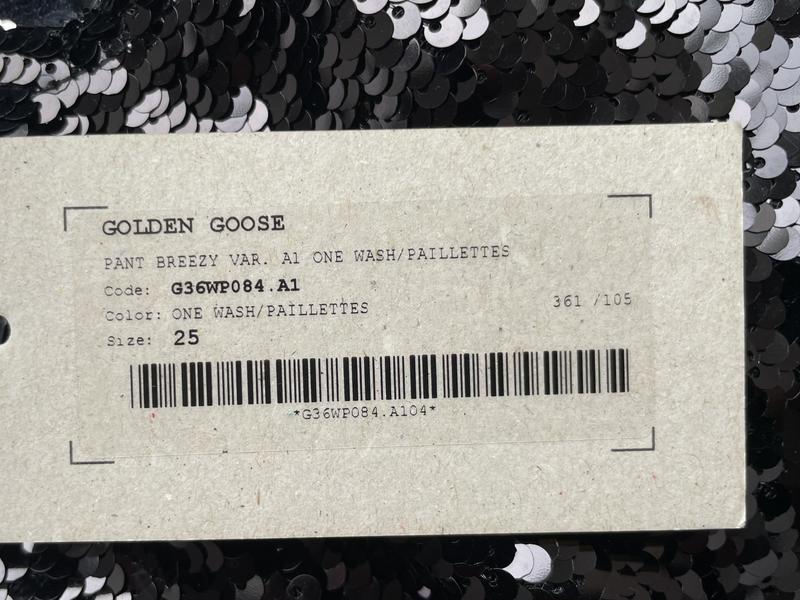 GOLDEN GOOSE
PANT BREEZY VAR. A1 ONE WASH/PAILLETTES
Code: G36WP084.A1
Color: ONE WASH/PAILLETTES 361 /105
Size: 25
*G36WP084.A104*